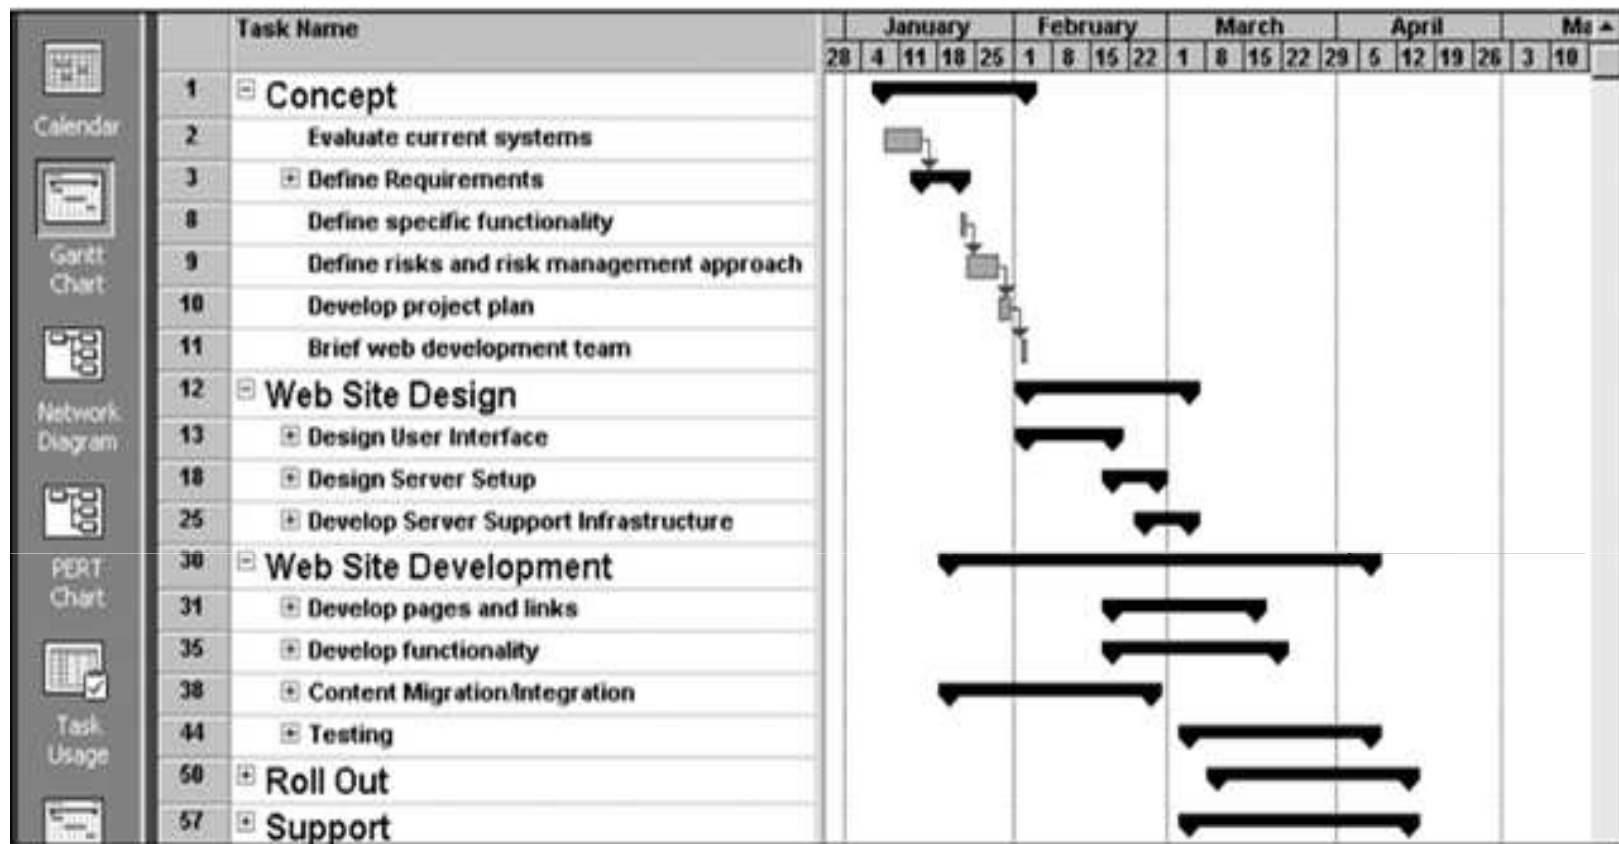 Task Name
January February March April Ma
28 4 11 18 25 1 8 15 22 1 8 15 22 29 5 12 19 26 3 10
1 Concept
2 Evaluate current systems
3 Define Requirements
8 Define specific functionality
9 Define risks and risk management approach
10 Develop project plan
11 Brief web development team
12 Web Site Design
13 Design User Interface
18 Design Server Setup
25 Develop Server Support Infrastructure
30 Web Site Development
31 Develop pages and links
35 Develop functionality
38 Content Migration/Integration
44 Testing
50 Roll Out
57 Support
Calendar
Gantt
Chart
Network
Diagram
PERT
Chart
Task
Usage